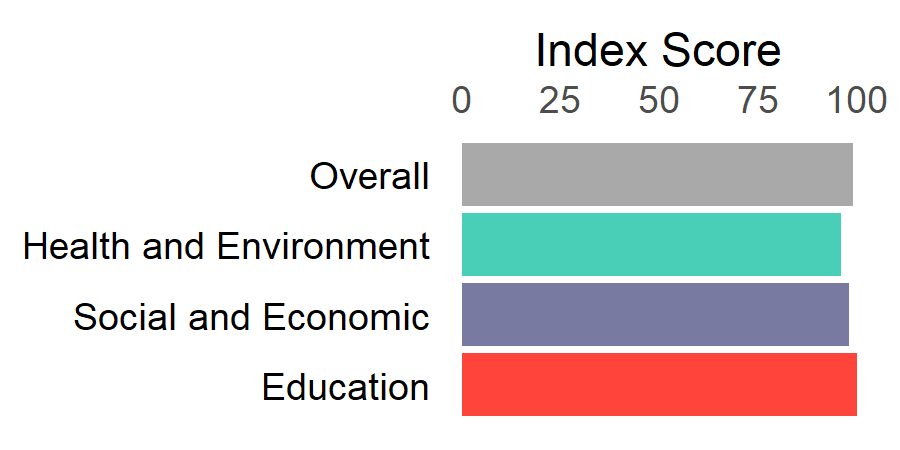 Index Score
0 25 50 75 100
Overall
Health and Environment
Social and Economic
Education